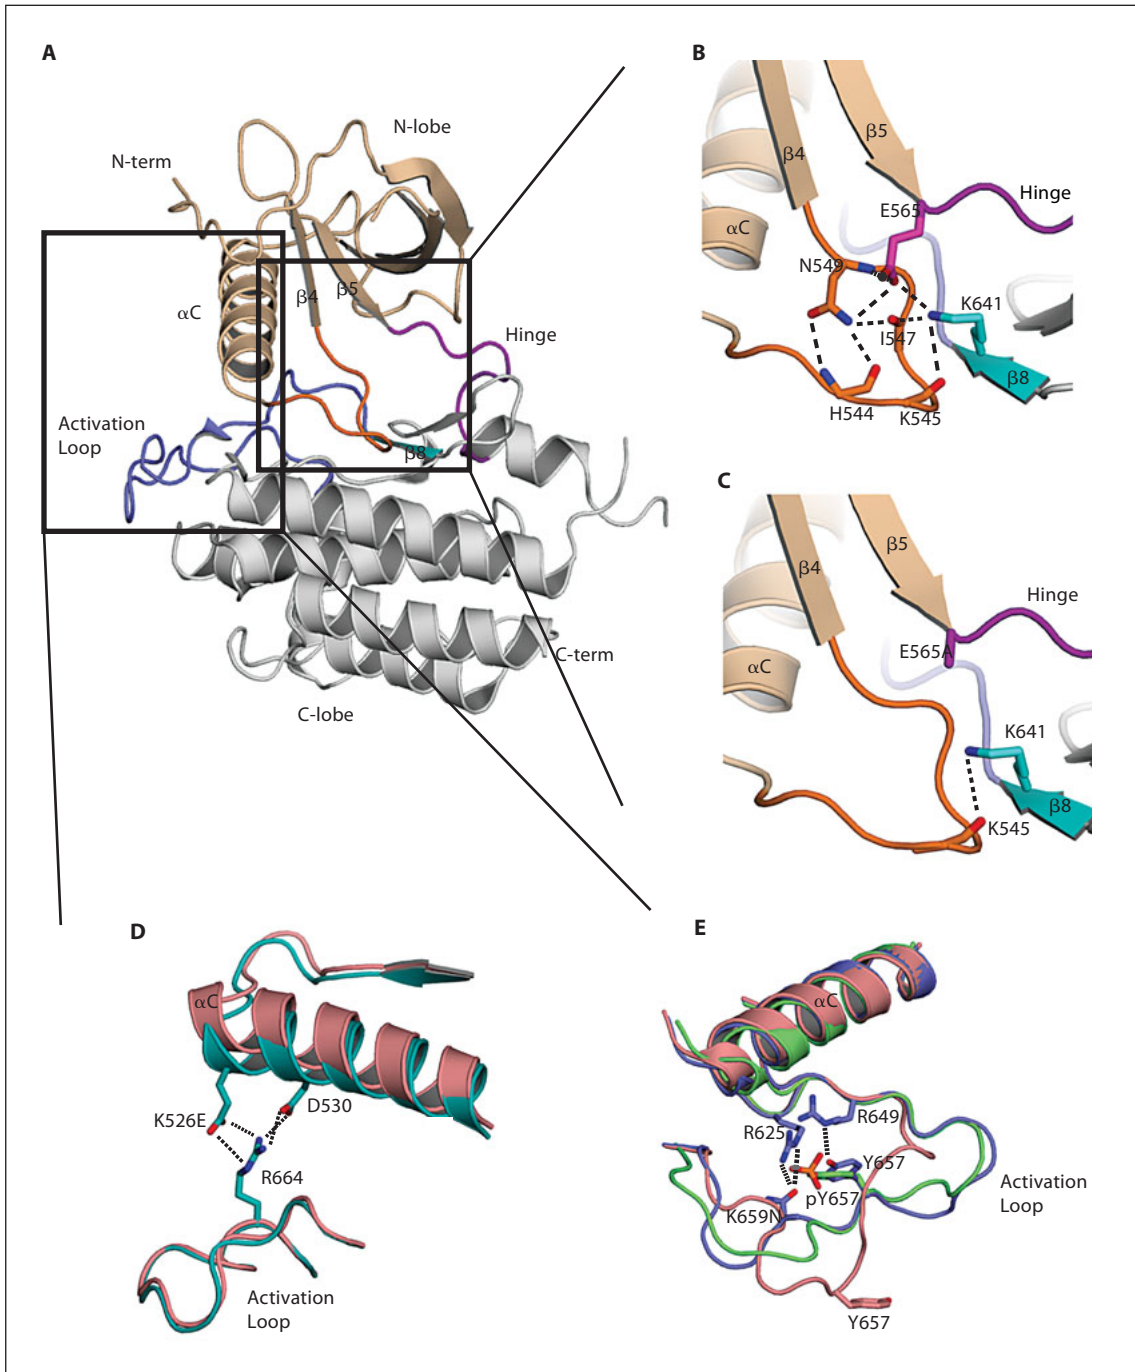 A
N-lobe
N-term
αC
β4
β5
Hinge
Activation
Loop
β8
C-term
C-lobe
B
β5
β4
E565
Hinge
αC
N549
K641
I547
β8
H544
K545
C
β5
β4
Hinge
E565A
αC
K641
β8
K545
D
αC
K526E
D530
R664
Activation
Loop
E
αC
R625
R649
Y657
pY657
K659N
Activation
Loop
Y657